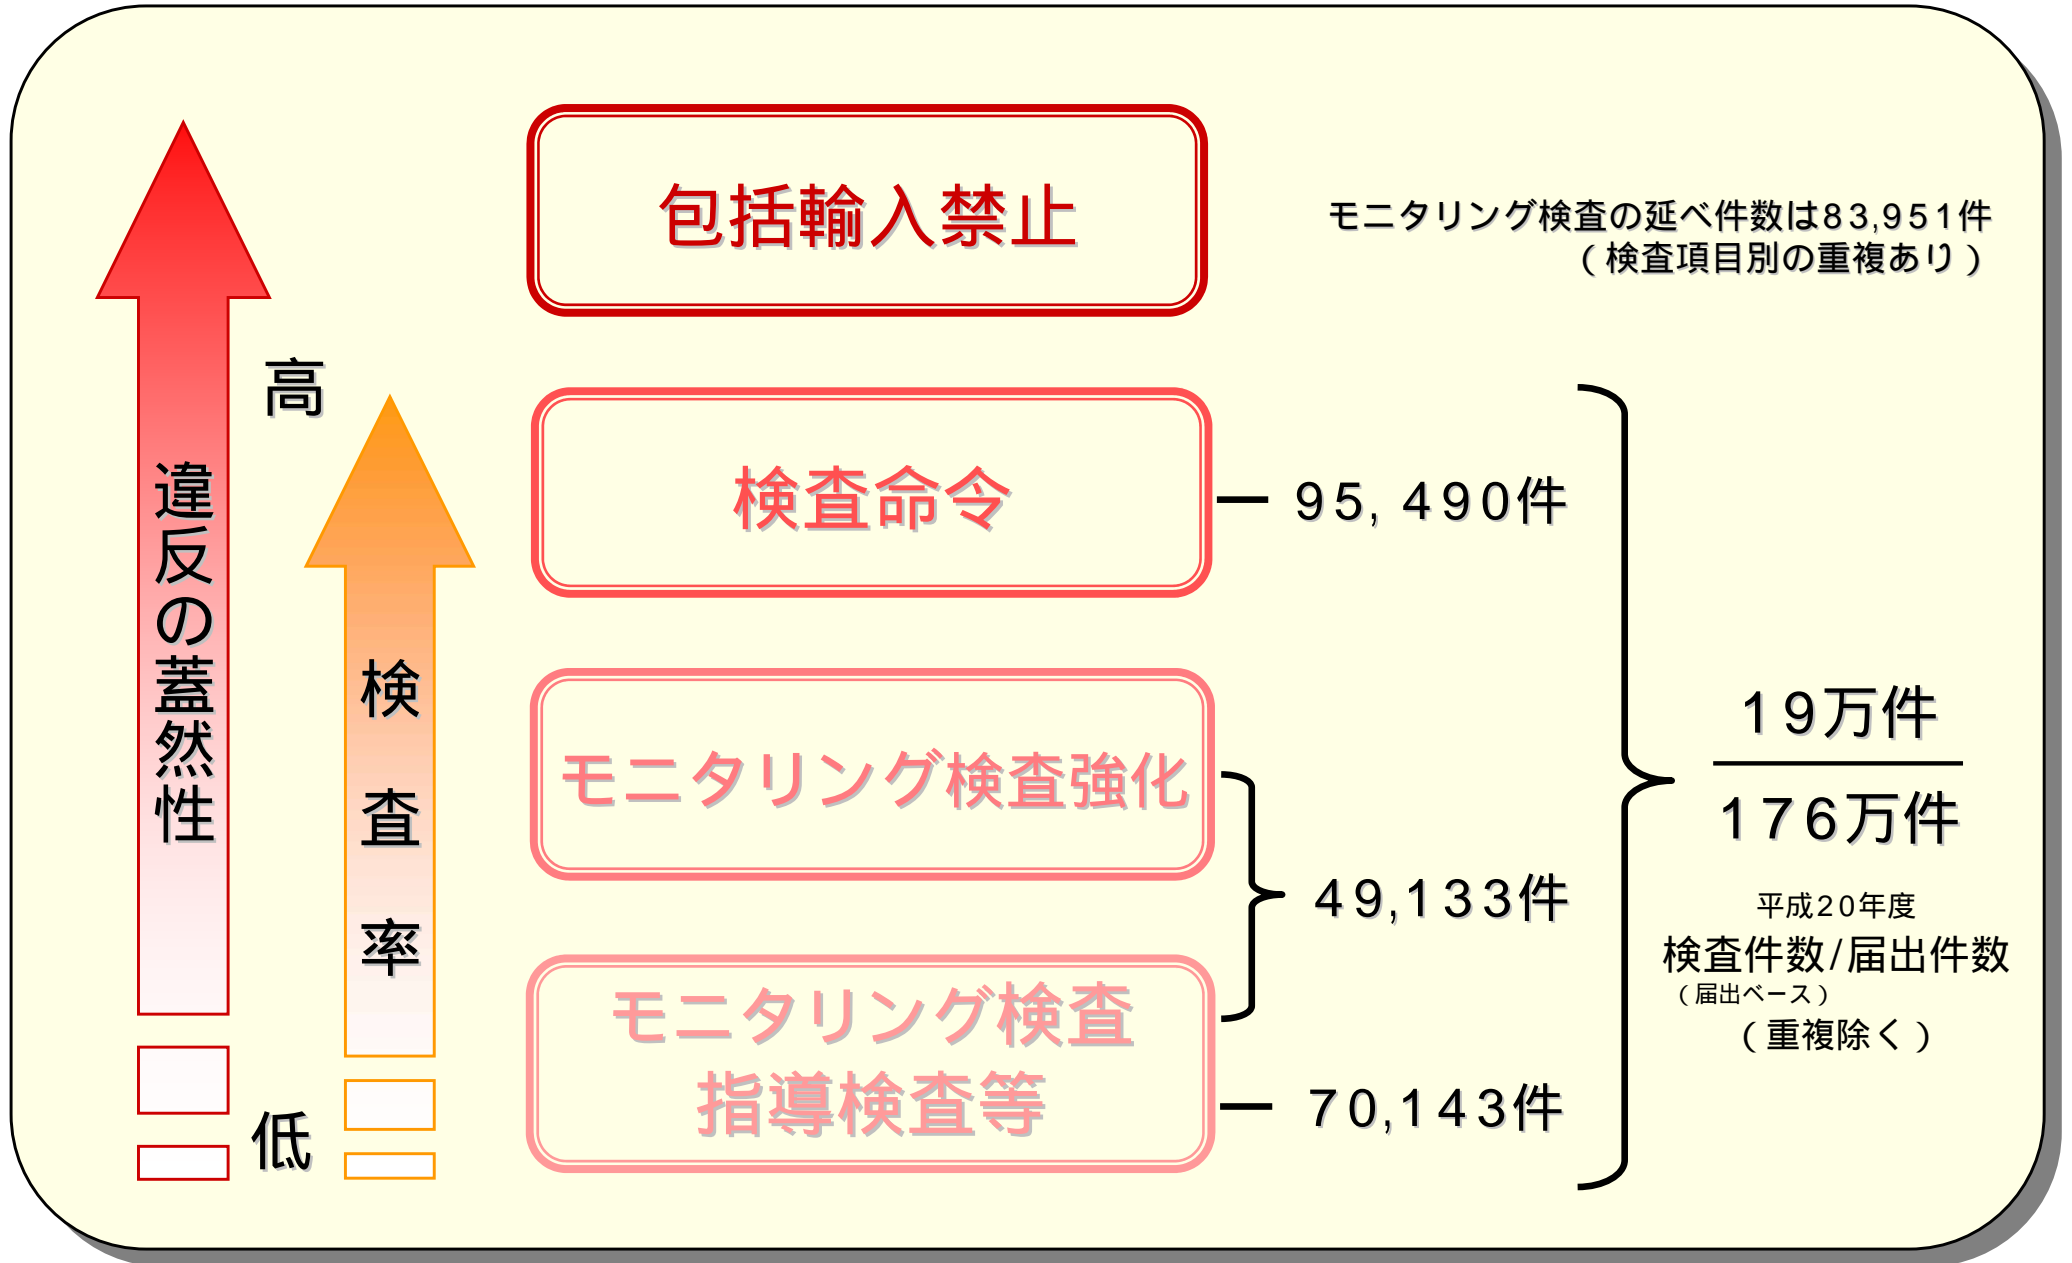 包括輸入禁止
モニタリング検査の延べ件数は83,951件
（検査項目別の重複あり）
高
違反の蓋然性
検査率
低
検査命令
95,490件
モニタリング検査強化
49,133件
モニタリング検査
指導検査等
70,143件
19万件
176万件
平成20年度
検査件数/届出件数
（届出ベース）
（重複除く）